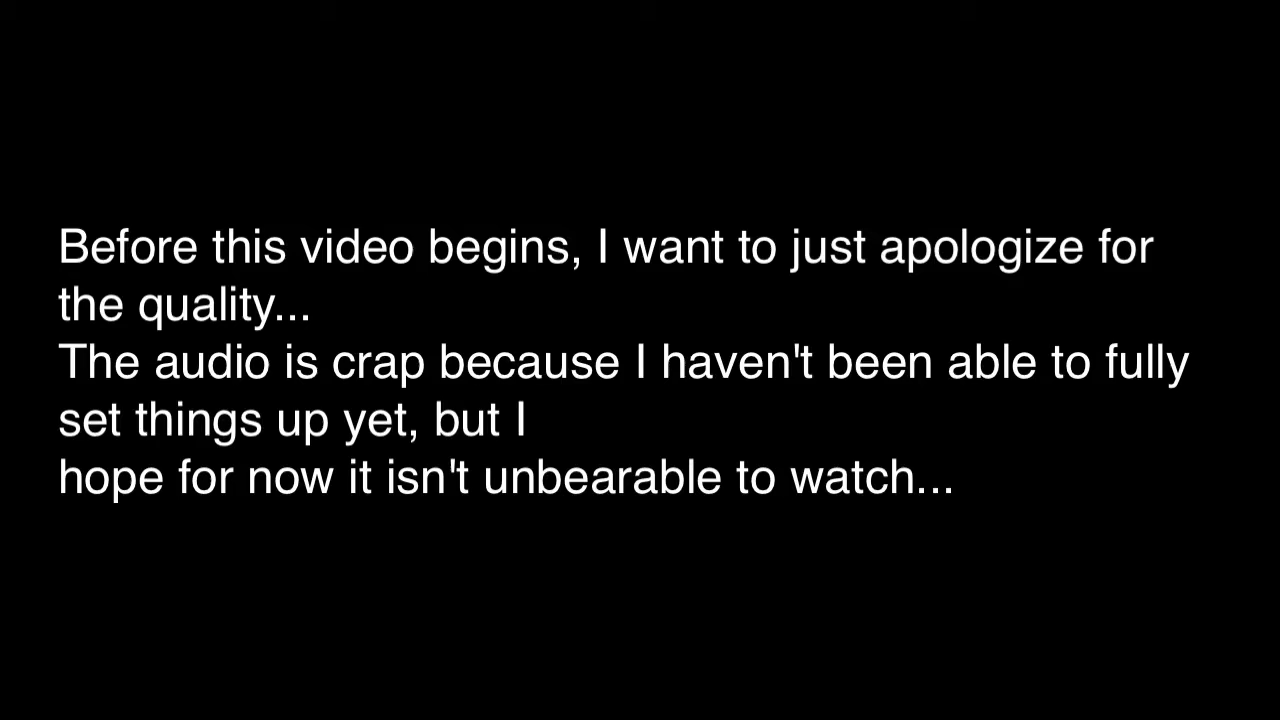 Before this video begins, I want to just apologize for
the quality...
The audio is crap because I haven't been able to fully
set things up yet, but I
hope for now it isn't unbearable to watch...